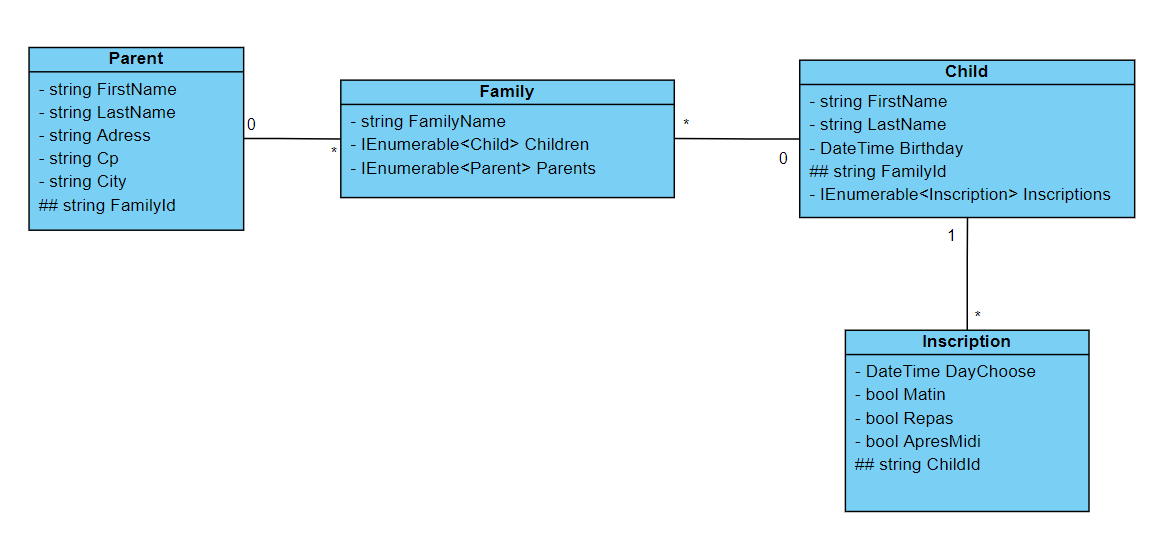 Parent
- string FirstName
- string LastName
- string Adress
- string Cp
- string City
## string FamilyId
0
*
Family
- string FamilyName
- IEnumerable<Child> Children
- IEnumerable<Parent> Parents
*
0
Child
- string FirstName
- string LastName
- DateTime Birthday
## string FamilyId
- IEnumerable<Inscription> Inscriptions
1
*
Inscription
- DateTime DayChoose
- bool Matin
- bool Repas
- bool ApresMidi
## string ChildId